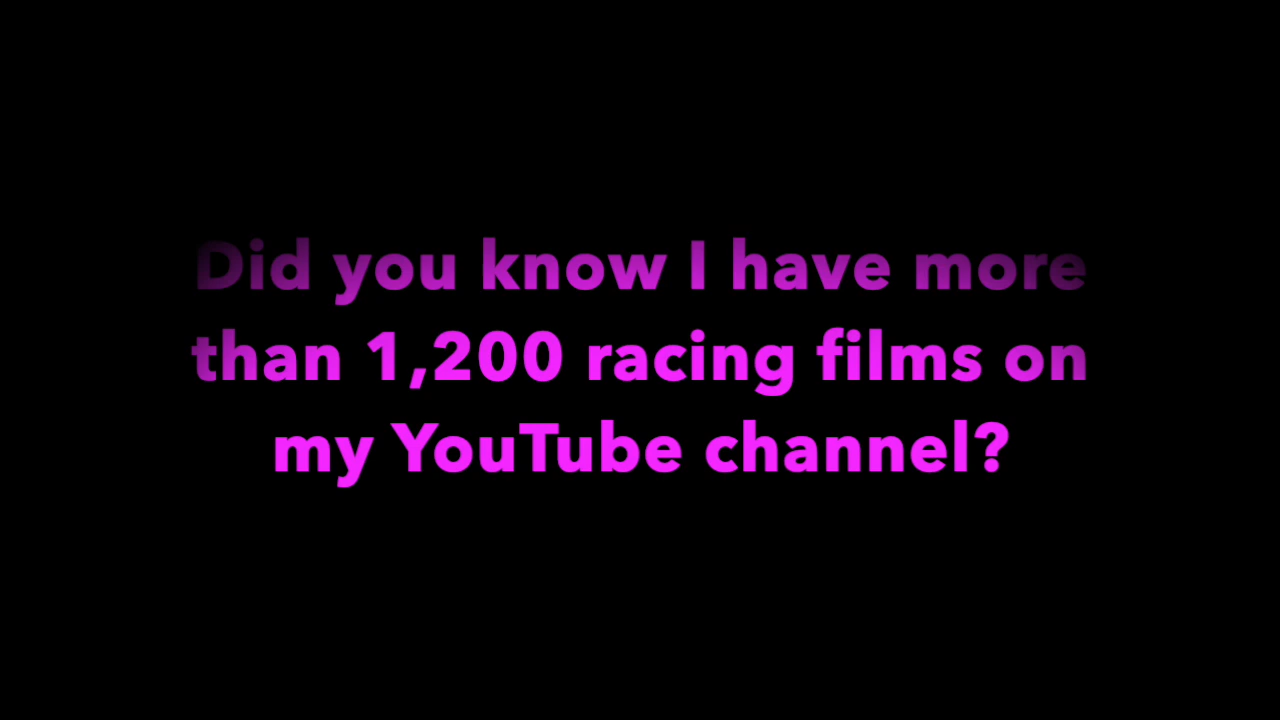 Did you know I have more
than 1,200 racing films on
my YouTube channel?